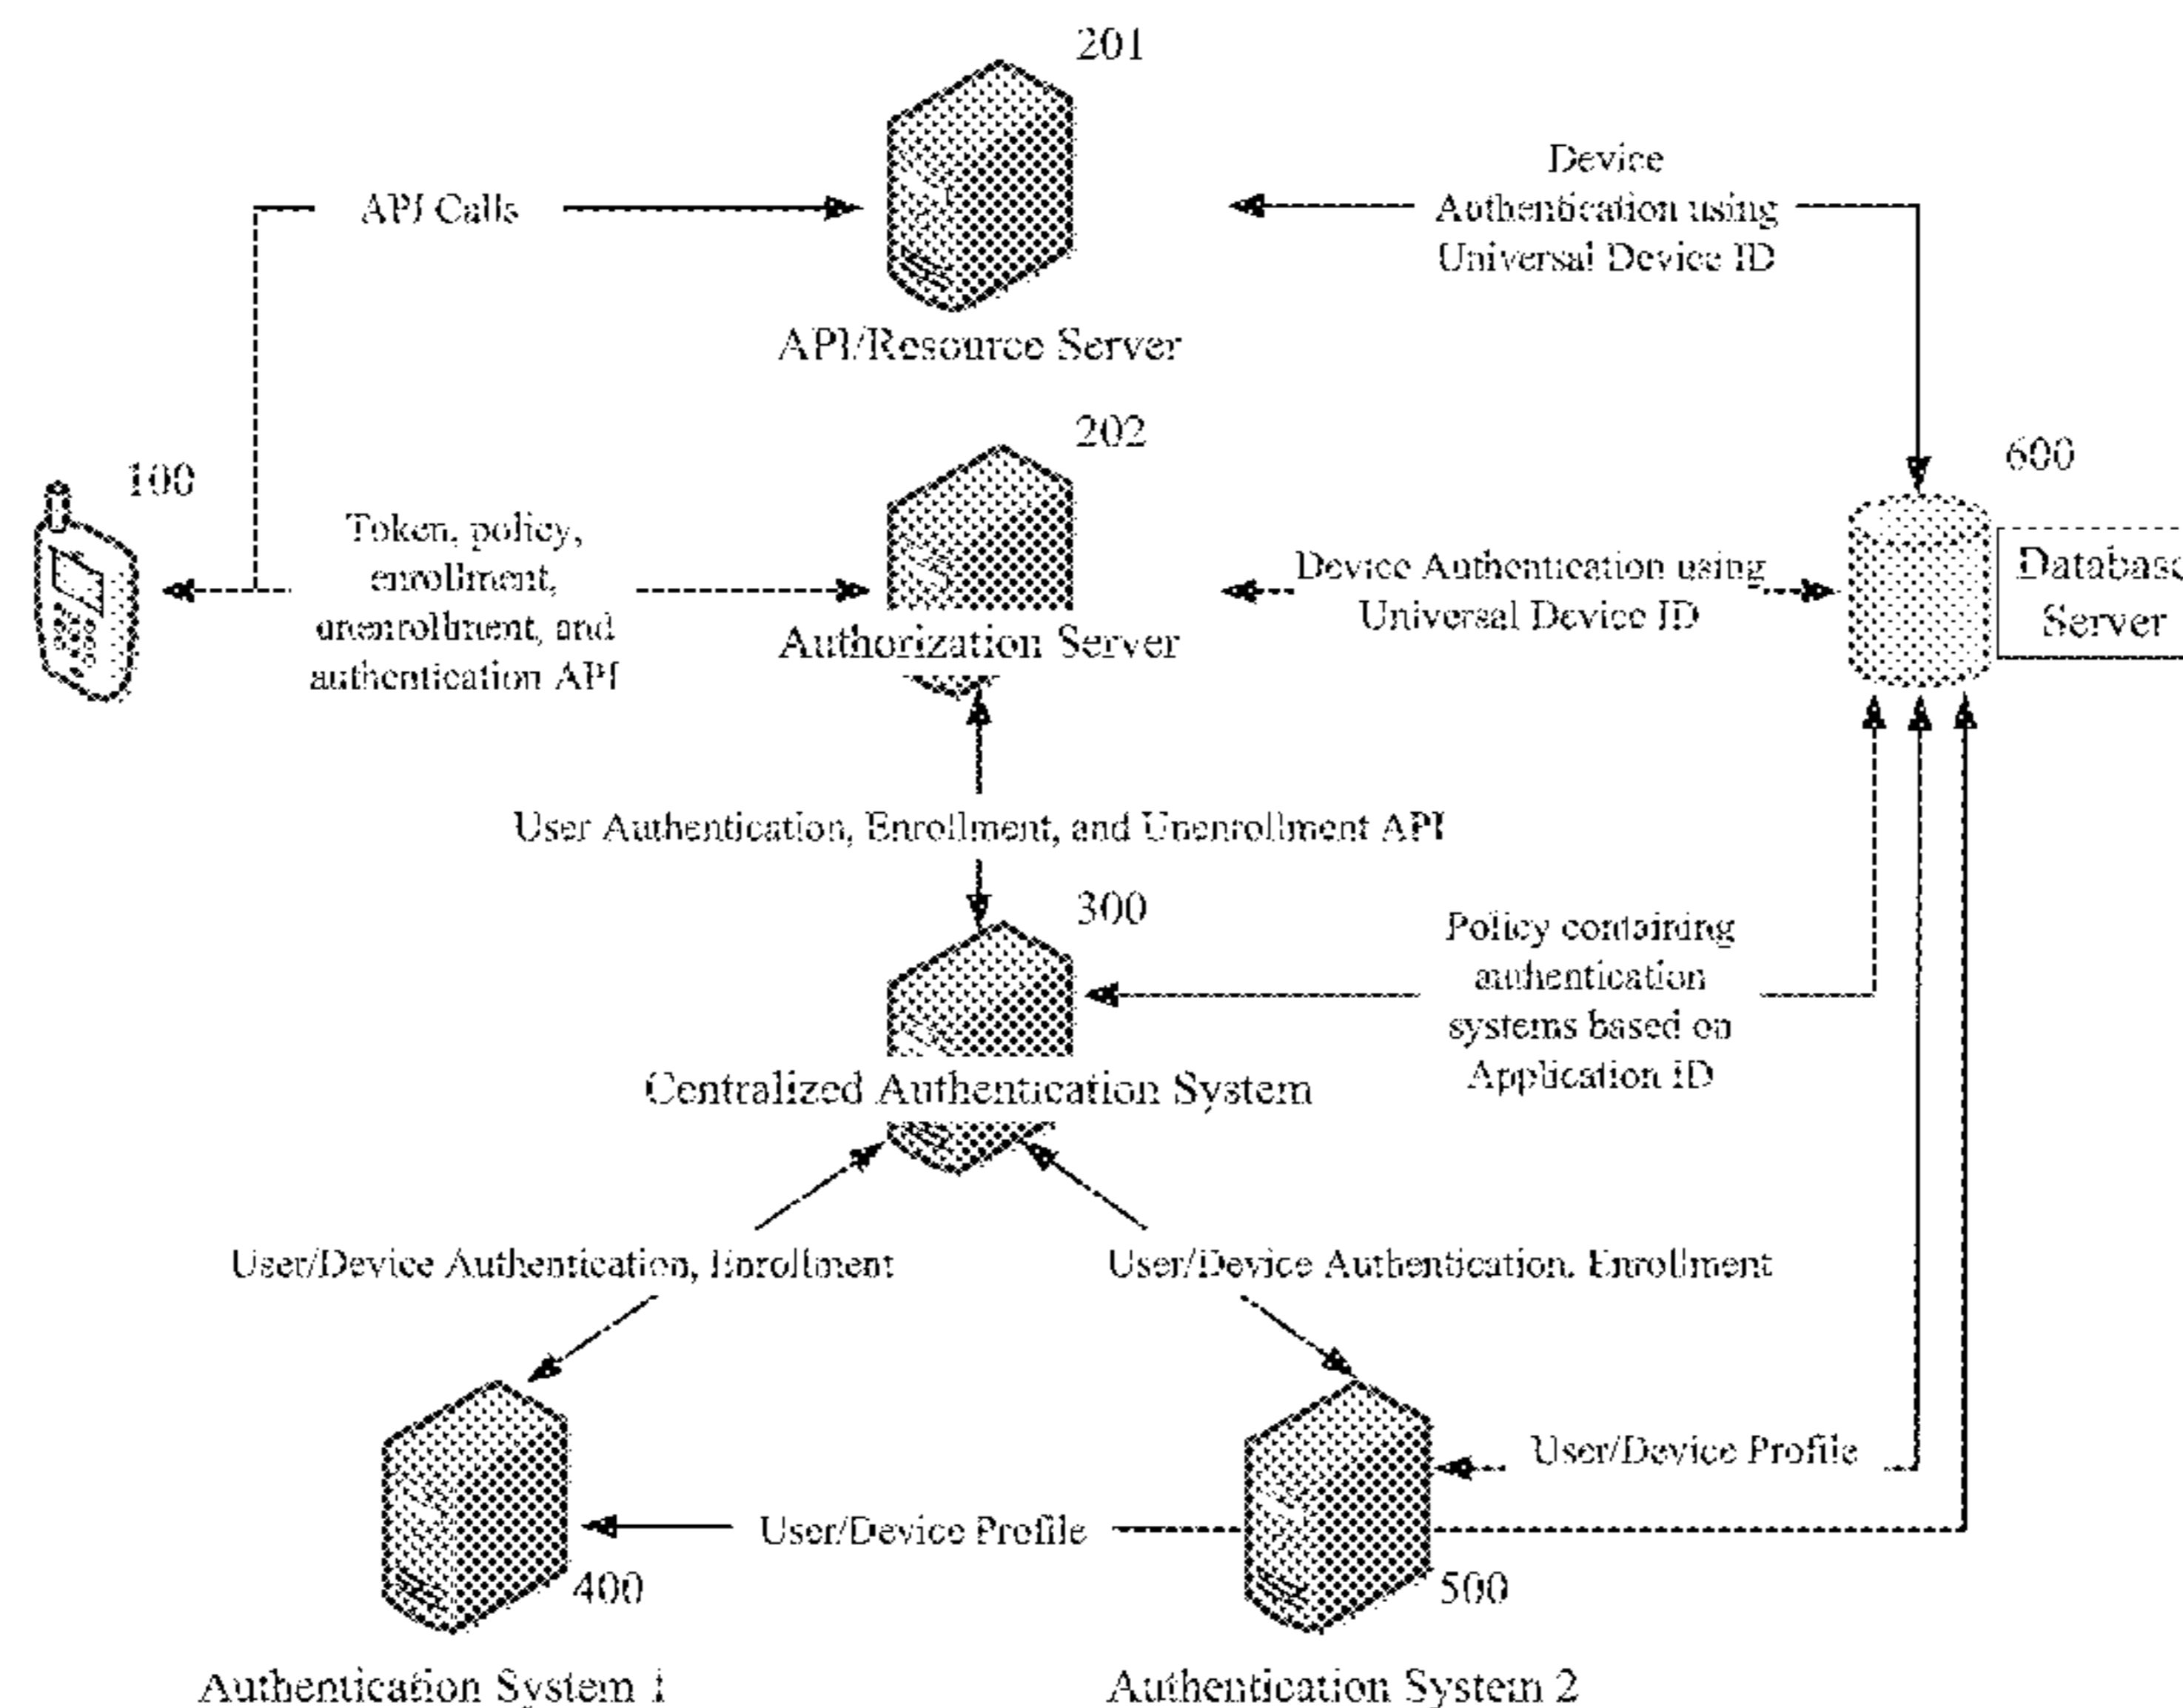 201
API Calls
Device
Authentication using
Universal Device ID
API/Resource Server
202
600
100
Token, policy,
enrollment,
unenrollment, and
authentication API
Device Authentication using
Universal Device ID
Database
Server
Authorization Server
User Authentication, Enrollment, and Unenrollment API
300
Policy containing
authentication
systems based on
Application ID
Centralized Authentication System
User/Device Authentication, Enrollment
User/Device Authentication, Enrollment
User/Device Profile
User/Device Profile
400
500
Authentication System 1
Authentication System 2